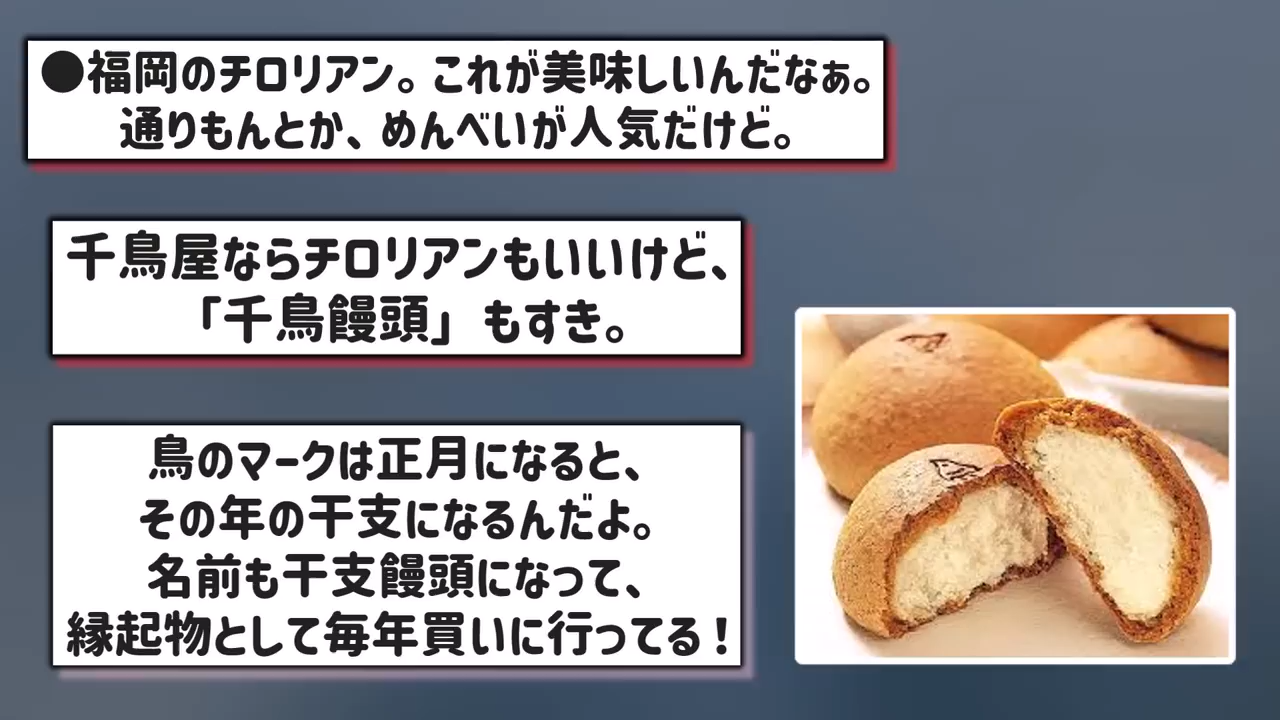 ●福岡のチロリアン。これが美味しいんだなぁ。
通りもんとか、めんべいが人気だけど。
千鳥屋ならチロリアンもいいけど、
「千鳥饅頭」もすき。
鳥のマークは正月になると、
その年の干支になるんだよ。
名前も干支饅頭になって、
縁起物として毎年買いに行ってる！